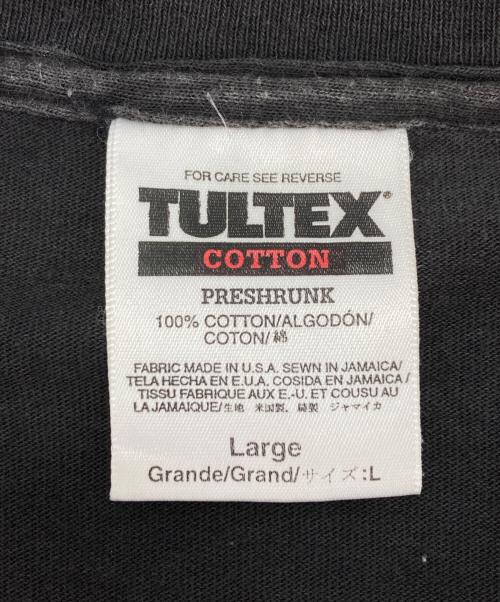 FOR CARE SEE REVERSE
TULTEX®
COTTON
PRESHRUNK
100% COTTON/ALGODÓN/
COTON/綿
FABRIC MADE IN U.S.A. SEWN IN JAMAICA/
TELA HECHA EN E.U.A. COSIDA EN JAMAICA/
TISSU FABRIQUE AUX E.-U. ET COUSU AU
LA JAMAIQUE/生地 米国製. 縫製 ジャマイカ
Large
Grande/Grand/サイズ:L